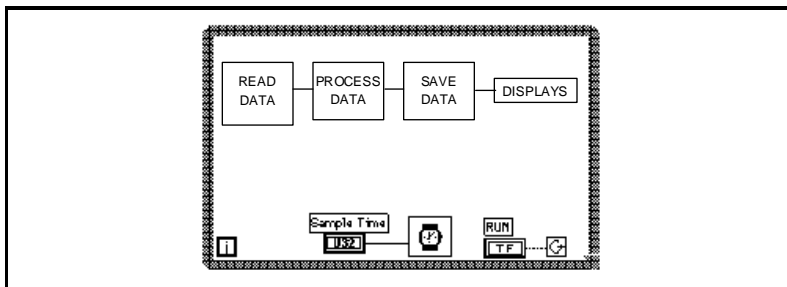 READ DATA
PROCESS DATA
SAVE DATA
DISPLAYS
Sample Time
U32
RUN
TF
i